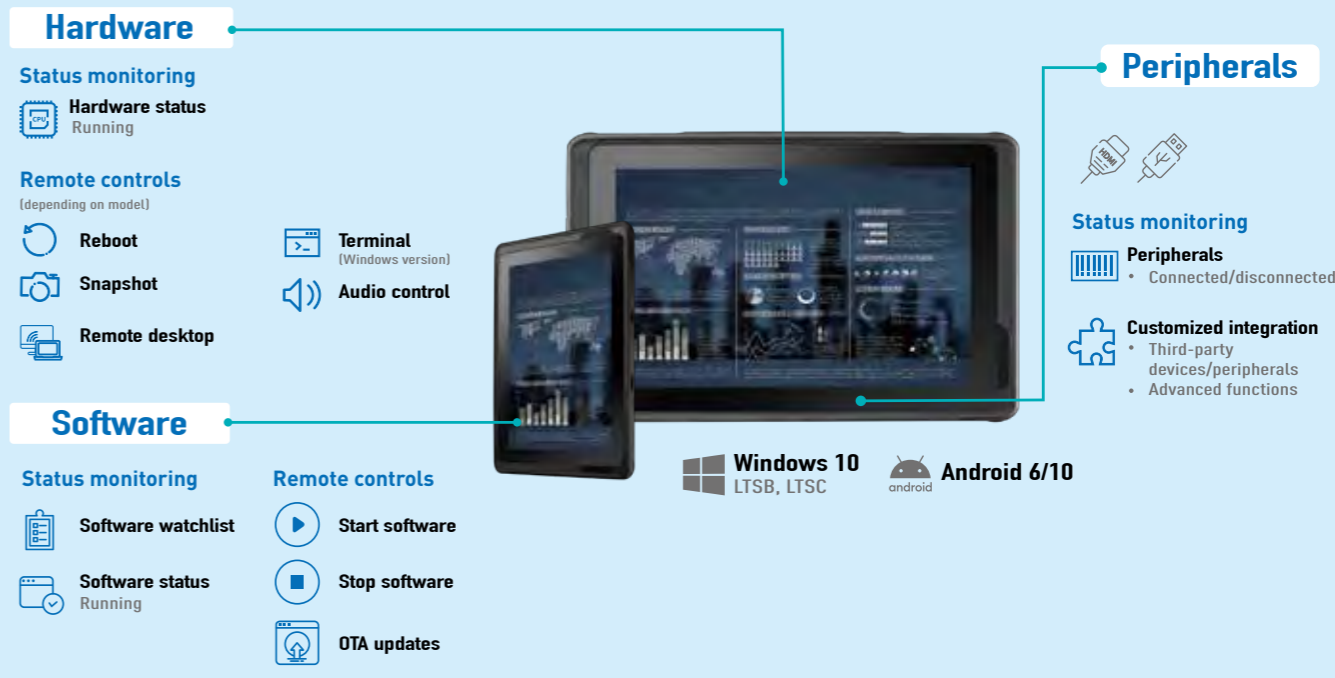 Hardware
Status monitoring
CPU
Hardware status
Running
Remote controls
(depending on model)
Reboot
Snapshot
Remote desktop
Terminal
(Windows version)
Audio control
Software
Status monitoring
Software watchlist
Software status
Running
Remote controls
Start software
Stop software
OTA updates
Windows 10
LTSB, LTSC
android
Android 6/10
Peripherals
HDMI
Status monitoring
Peripherals
• Connected/disconnected
Customized integration
• Third-party
devices/peripherals
• Advanced functions